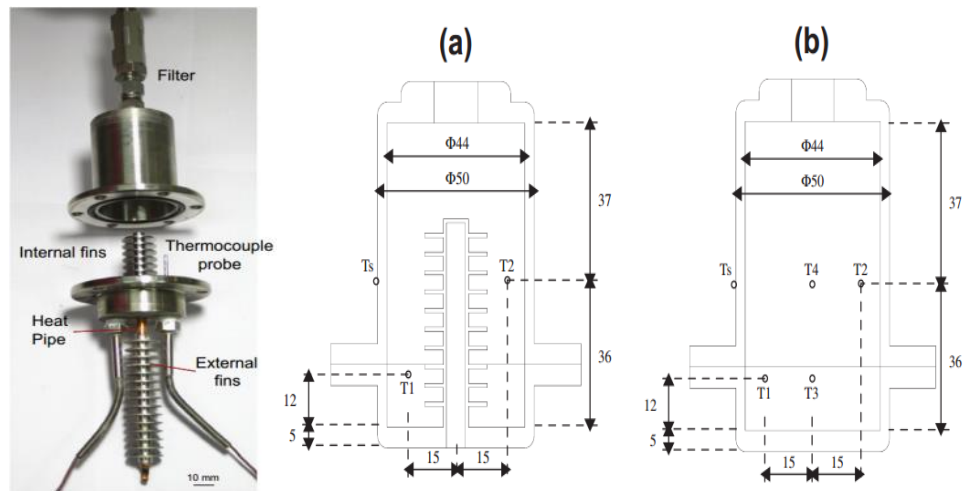 Filter
Internal fins
Thermocouple
probe
Heat
Pipe
External
fins
10 mm
(a)
Φ44
Φ50
37
Ts
T2
36
T1
12
5
15
15
(b)
Φ44
Φ50
37
Ts
T4
T2
36
T1
T3
12
5
15
15